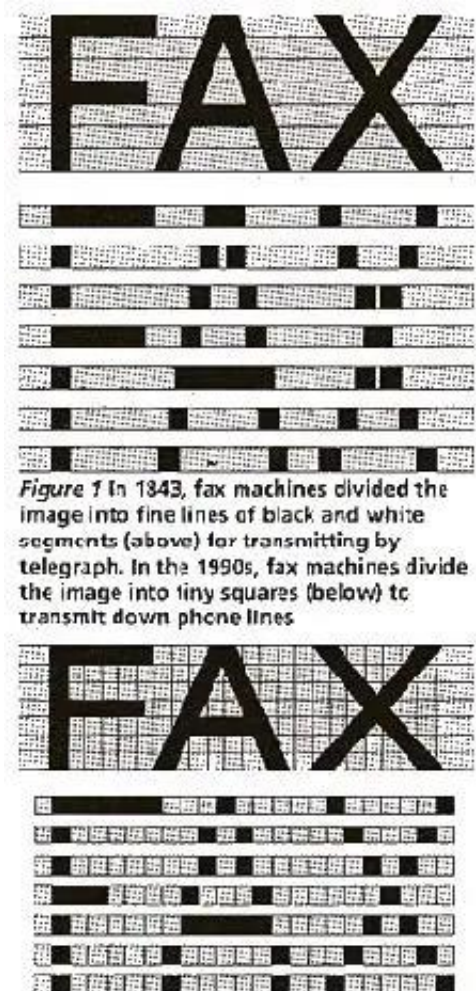 FAX
Figure 1 In 1843, fax machines divided the
image into fine lines of black and white
segments (above) for transmitting by
telegraph. In the 1990s, fax machines divide
the image into tiny squares (below) to
transmit down phone lines
FAX